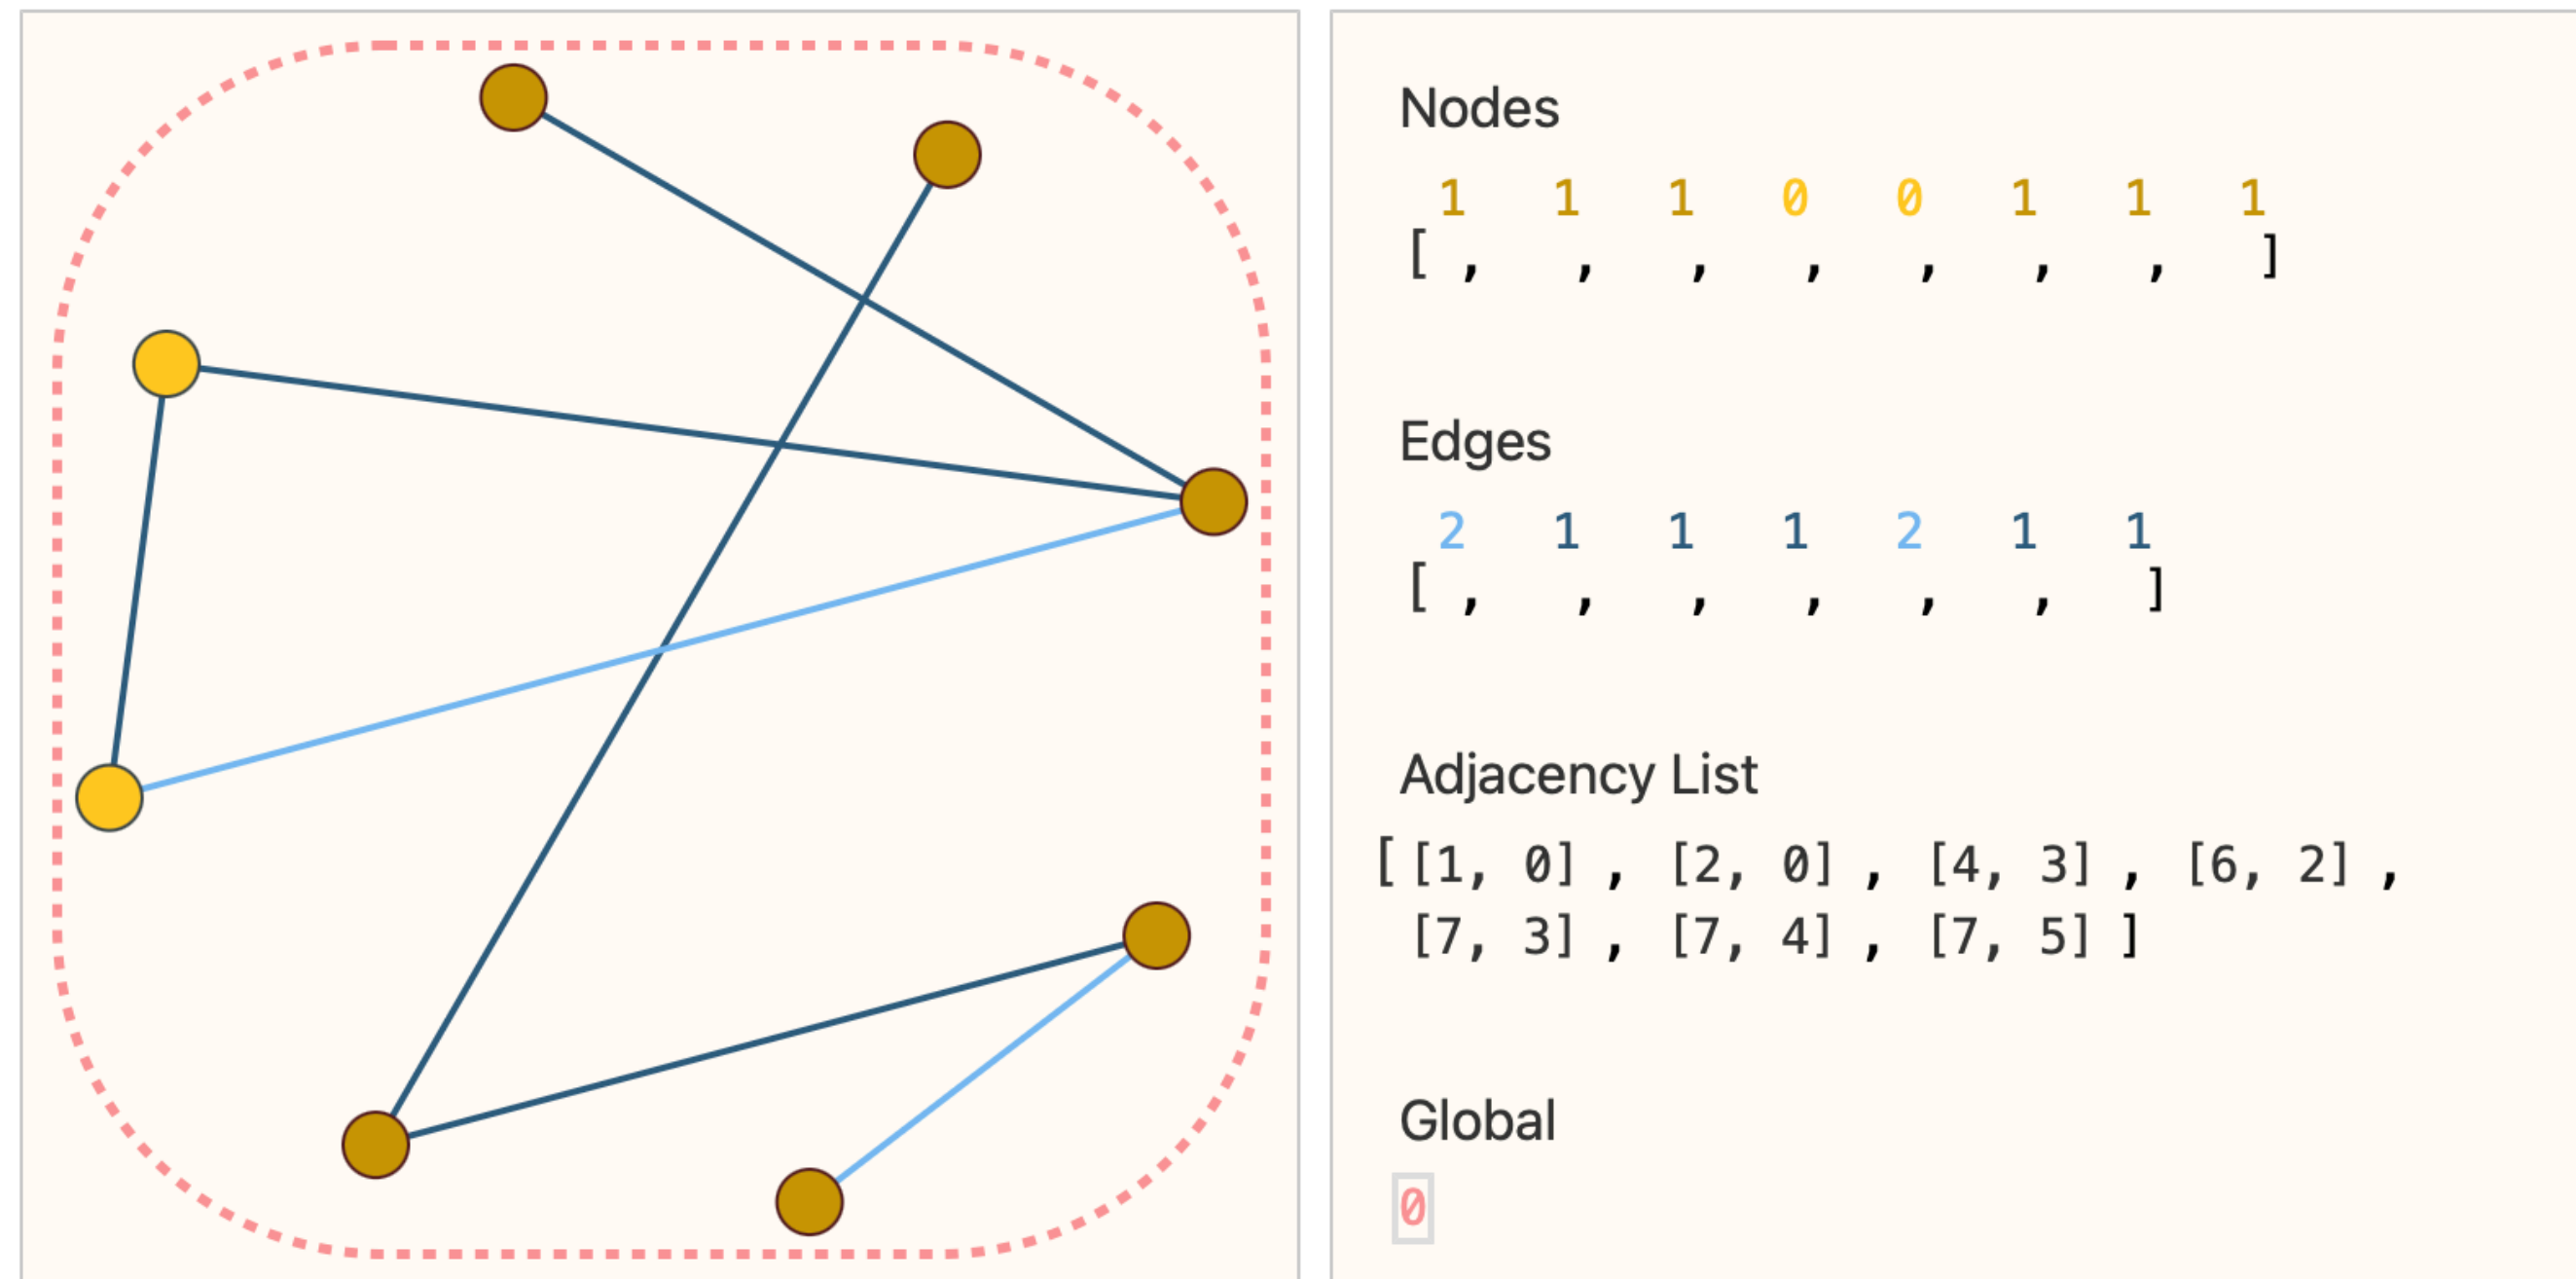 Nodes
1 1 1 0 0 1 1 1
[ , , , , , , , ]
Edges
2 1 1 1 2 1 1
[ , , , , , , ]
Adjacency List
[ [1, 0] , [2, 0] , [4, 3] , [6, 2] ,
[7, 3] , [7, 4] , [7, 5] ]
Global
0